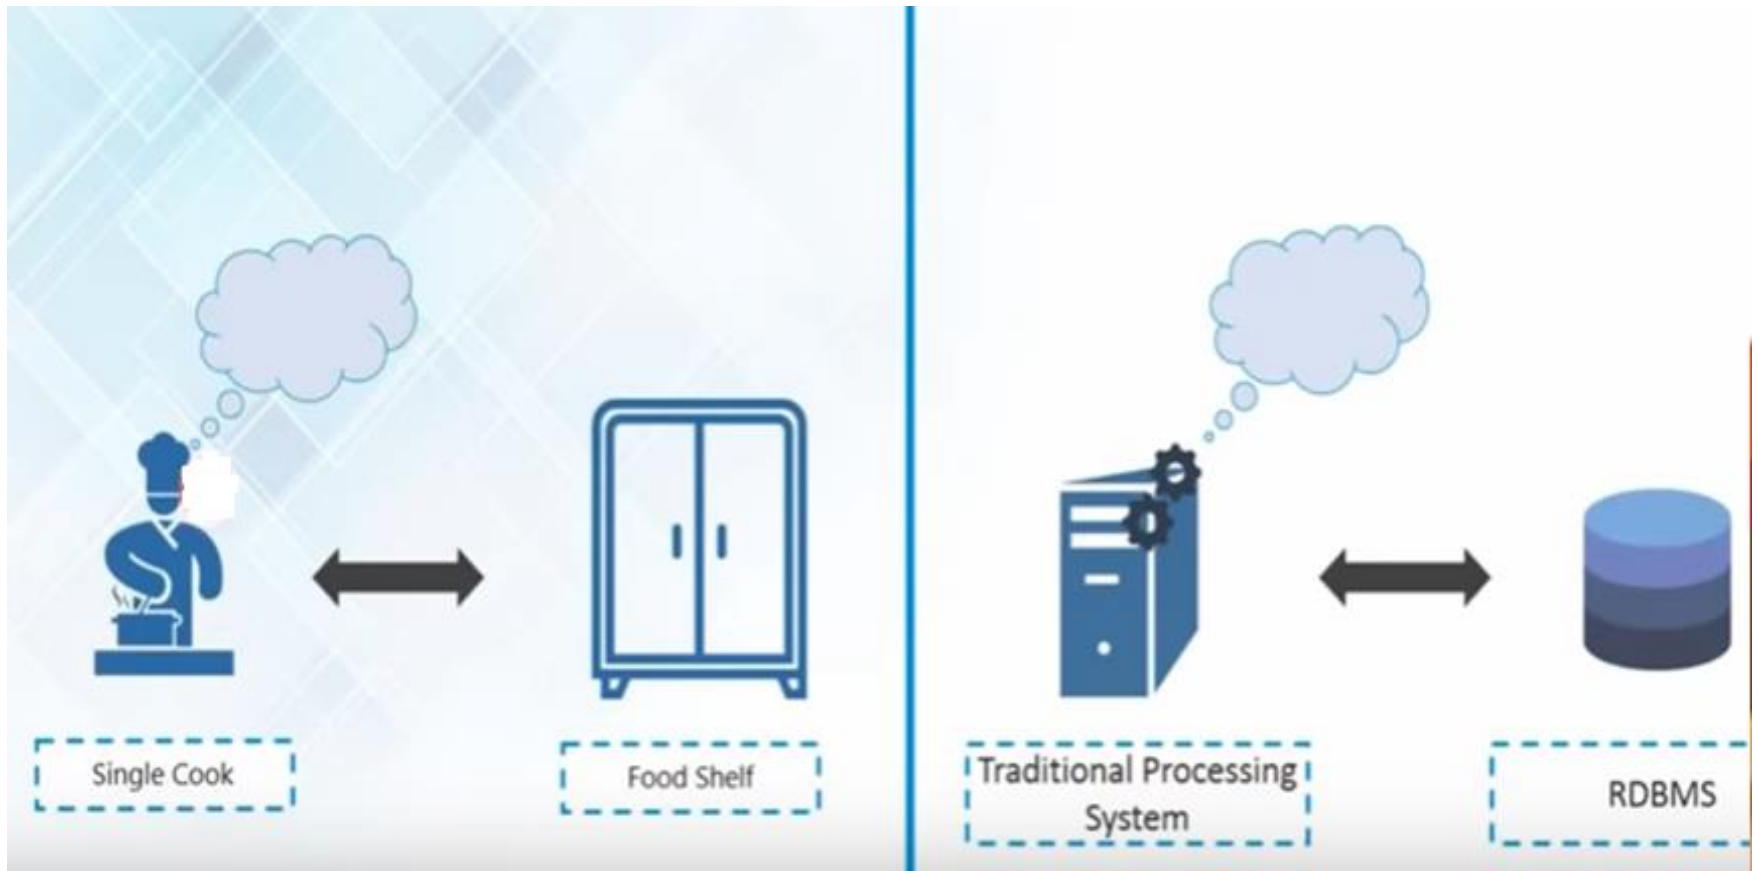 Single Cook
Food Shelf
Traditional Processing
System
RDBMS